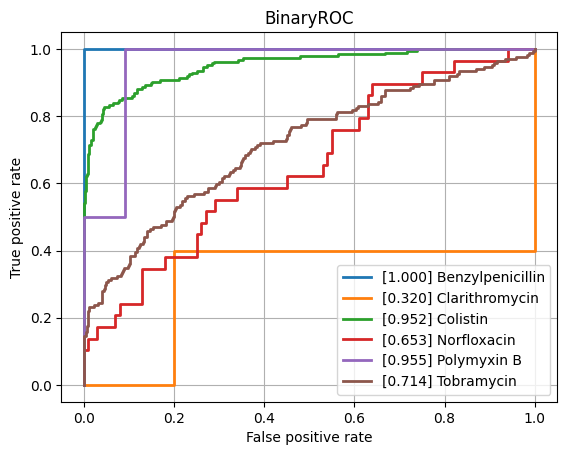 BinaryROC
True positive rate
1.0
0.8
0.6
0.4
0.2
0.0
[1.000] Benzylpenicillin
[0.320] Clarithromycin
[0.952] Colistin
[0.653] Norfloxacin
[0.955] Polymyxin B
[0.714] Tobramycin
0.0 0.2 0.4 0.6 0.8 1.0
False positive rate